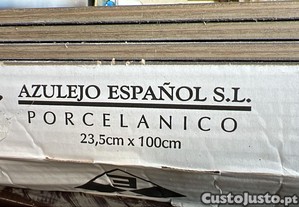 AZULEJO ESPAÑOL S.L.
PORCELANICO
23,5cm x 100cm
CustoJusto.pt